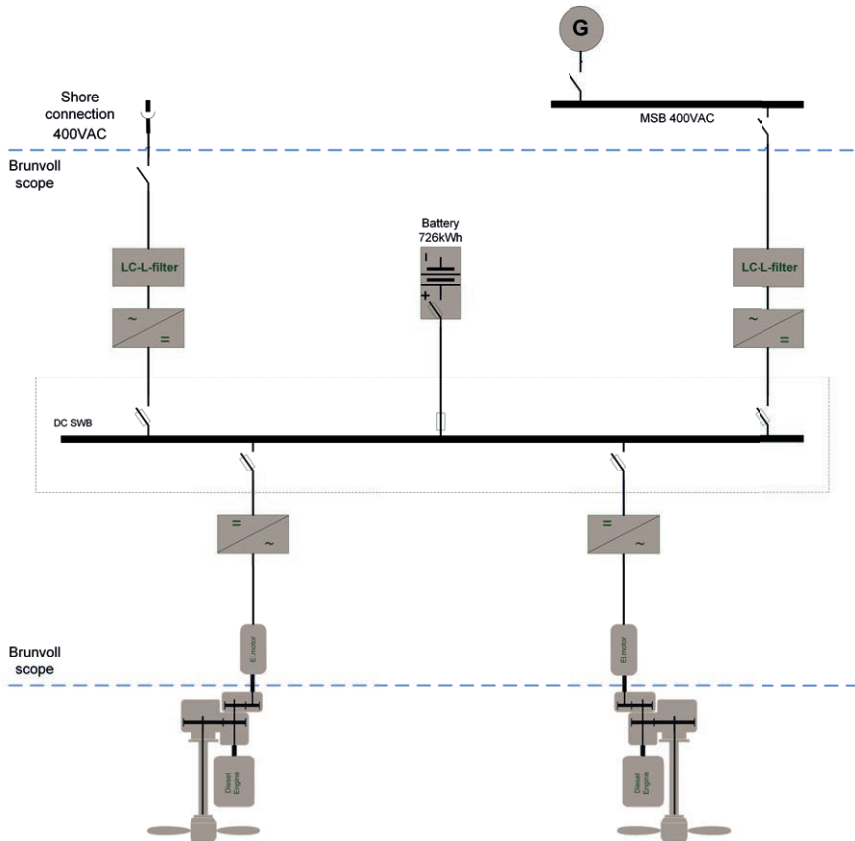 G
Shore
connection
400VAC
MSB 400VAC
Brunvoll
scope
Battery
726kWh
LC-L-filter
LC-L-filter
- 
+
~
=
~
=
DC SWB
=
~
=
~
Brunvoll
scope
E.motor
El.motor
Diesel
Engine
Diesel
Engine